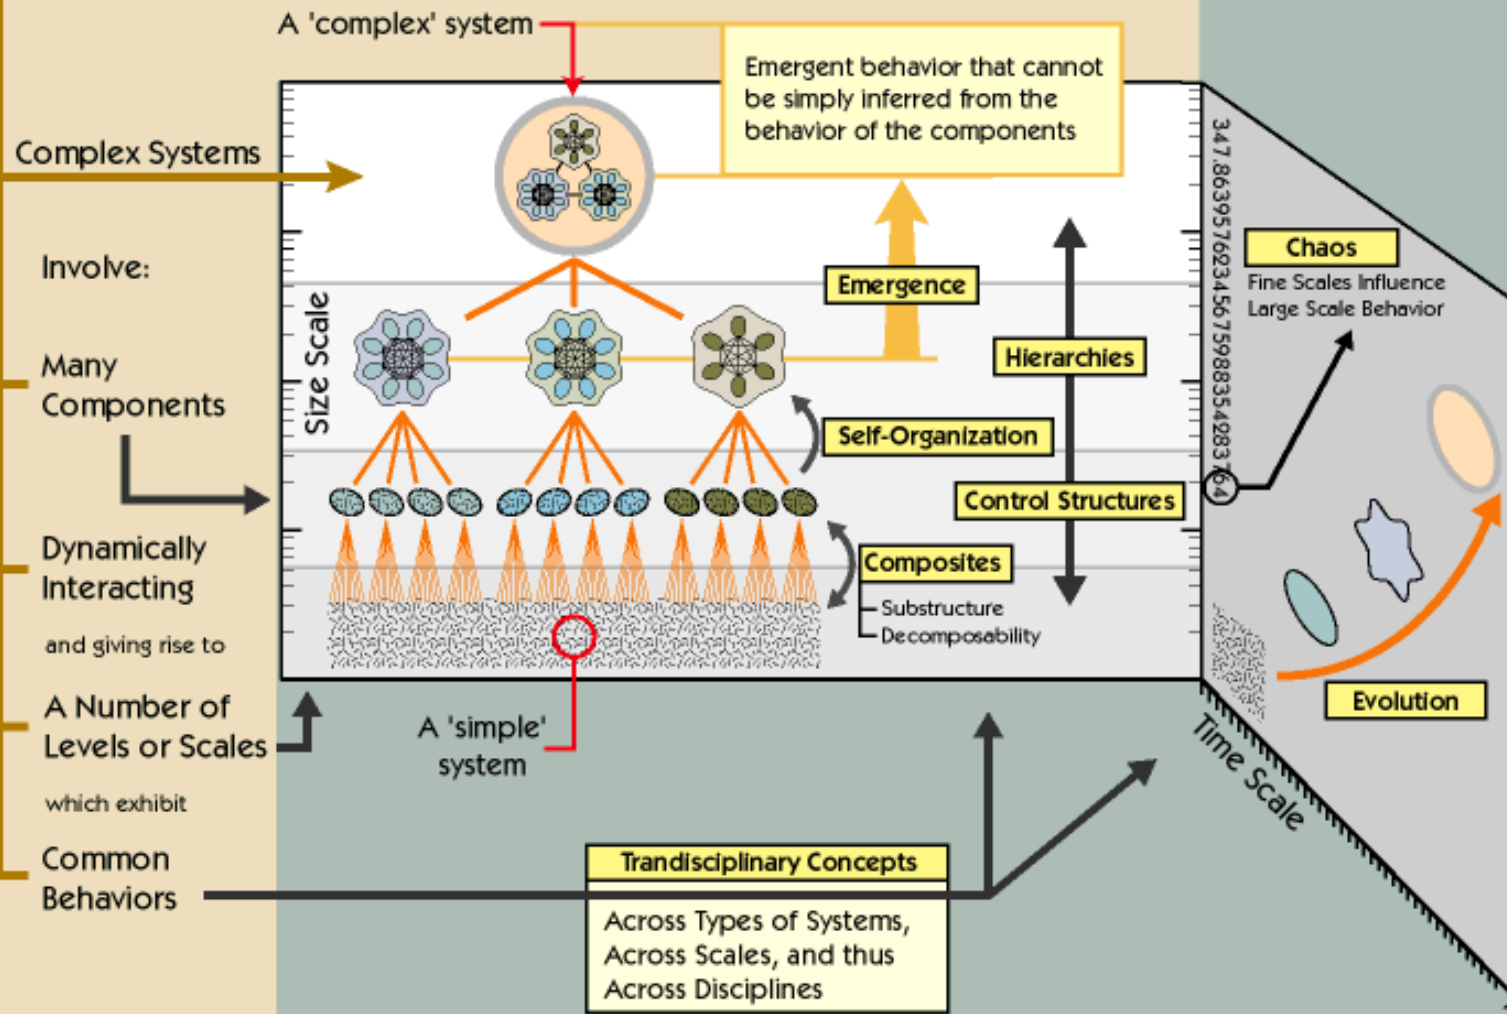 A 'complex' system
Emergent behavior that cannot
be simply inferred from the
behavior of the components
Complex Systems
Involve:
Many
Components
Dynamically
Interacting
and giving rise to
A Number of
Levels or Scales
which exhibit
Common
Behaviors
Size Scale
Emergence
Hierarchies
Self-Organization
Control Structures
Composites
Substructure
Decomposability
A 'simple'
system
347.86395762345675988354283764
Chaos
Fine Scales Influence
Large Scale Behavior
Evolution
Time Scale
Trandisciplinary Concepts
Across Types of Systems,
Across Scales, and thus
Across Disciplines